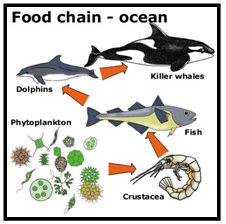 Food chain - ocean
Killer whales
Dolphins
Fish
Phytoplankton
Crustacea